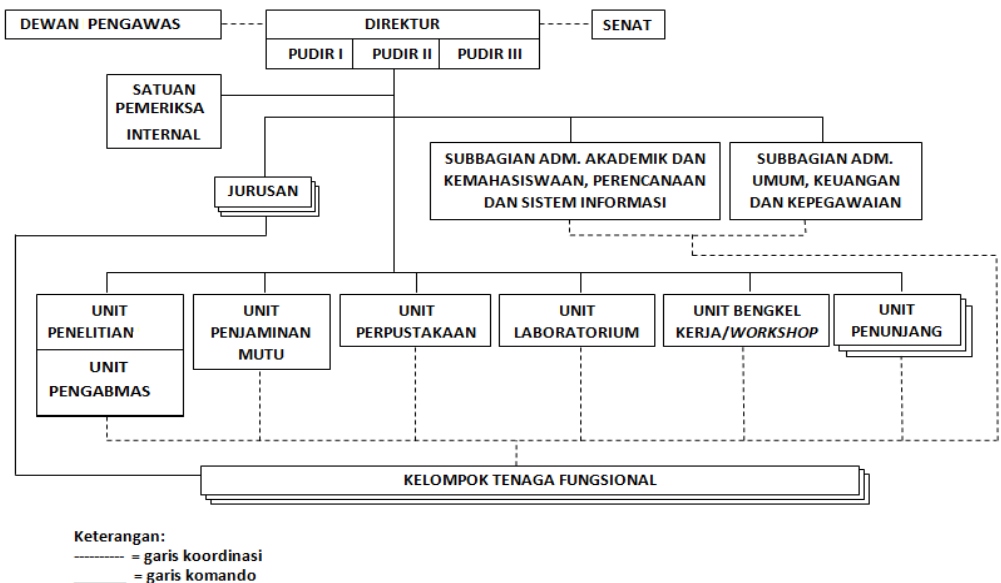 DEWAN PENGAWAS
DIREKTUR
SENAT
PUDIR I
PUDIR II
PUDIR III
SATUAN
PEMERIKSA
INTERNAL
JURUSAN
SUBBAGIAN ADM. AKADEMIK DAN
KEMAHASISWAAN, PERENCANAAN
DAN SISTEM INFORMASI
SUBBAGIAN ADM.
UMUM, KEUANGAN
DAN KEPEGAWAIAN
UNIT
PENELITIAN
UNIT
PENGABMAS
UNIT
PENJAMINAN
MUTU
UNIT
PERPUSTAKAAN
UNIT
LABORATORIUM
UNIT BENGKEL
KERJA/WORKSHOP
UNIT
PENUNJANG
KELOMPOK TENAGA FUNGSIONAL
Keterangan:
---------- = garis koordinasi
________ = garis komando